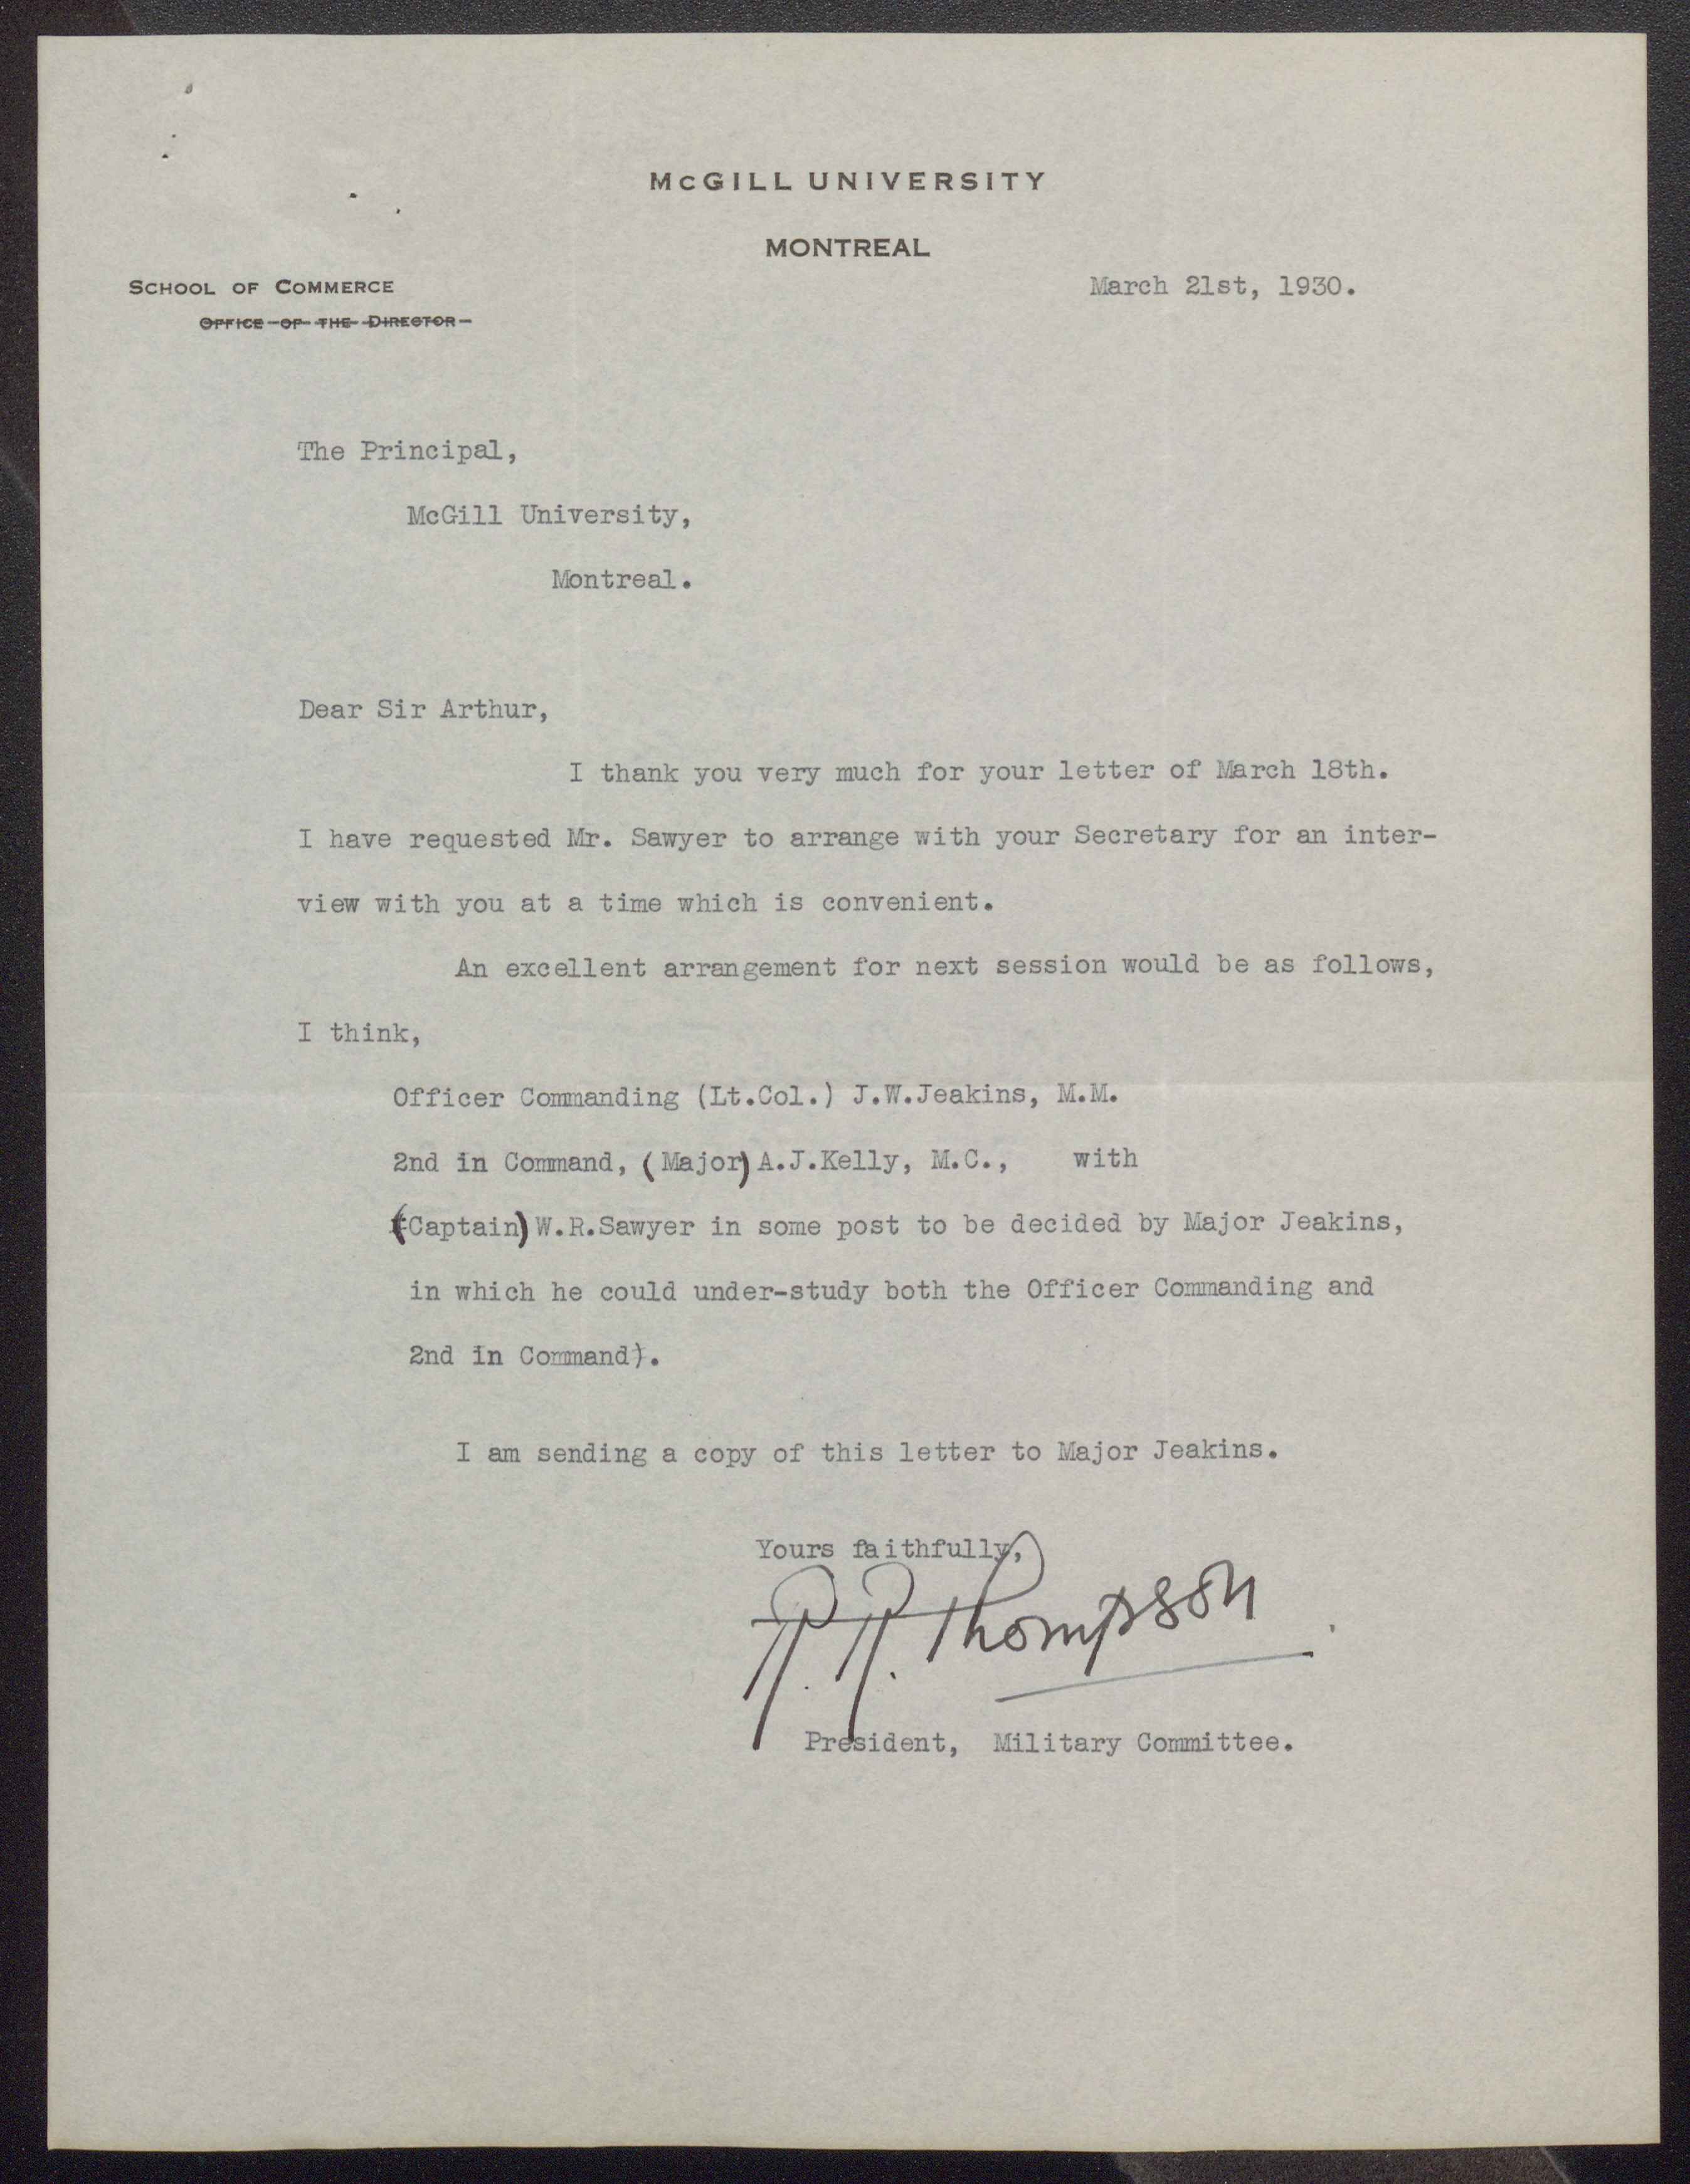 McGILL UNIVERSITY
MONTREAL
SCHOOL OF COMMERCE
March 21st, 1930.
OFFICE OF THE DIRECTOR
The Principal,
McGill University,
Montreal.
Dear Sir Arthur,
I thank you very much for your letter of March 18th.
I have requested Mr. Sawyer to arrange with your Secretary for an inter-
view with you at a time which is convenient.
An excellent arrangement for next session would be as follows,
I think,
Officer Commanding (Lt.Col.) J.W.Jeakins, M.M.
2nd in Command, (Major) A.J.Kelly, M.C., with
(Captain) W.R.Sawyer in some post to be decided by Major Jeakins,
in which he could under-study both the Officer Commanding and
2nd in Command).
I am sending a copy of this letter to Major Jeakins.
Yours faithfully,
R.R. Thompson
President, Military Committee.